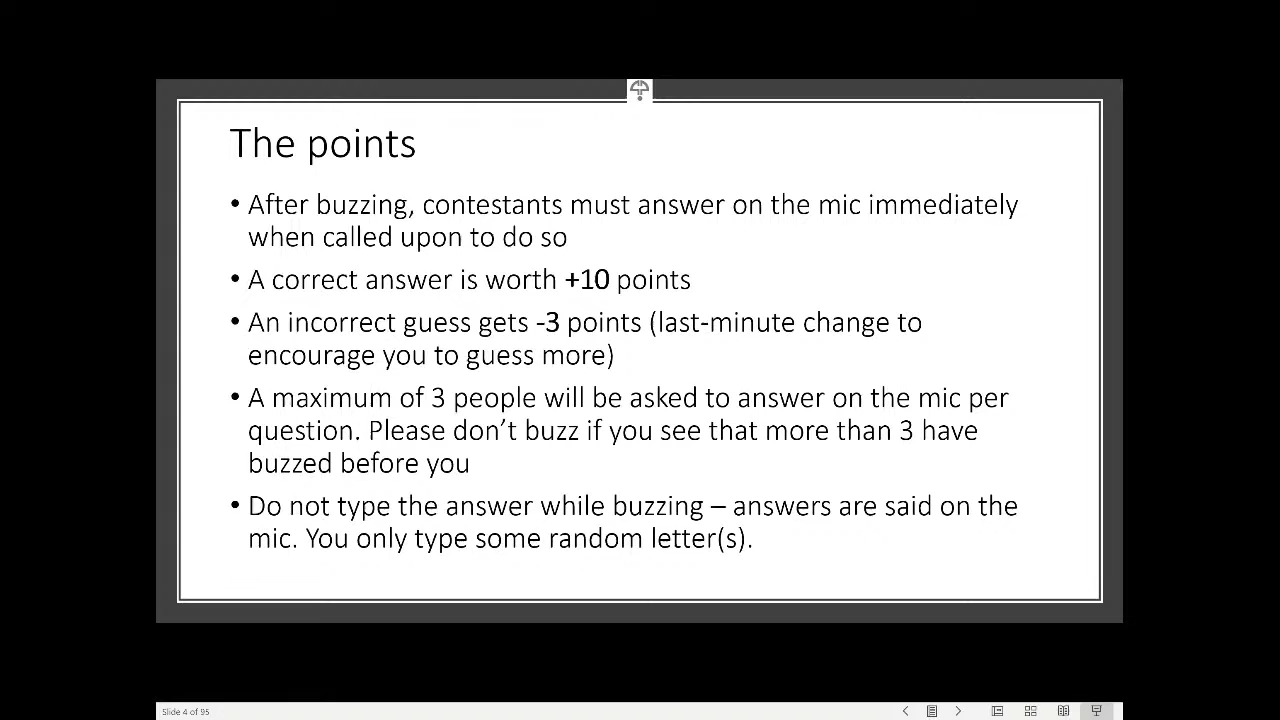 The points
• After buzzing, contestants must answer on the mic immediately
when called upon to do so
• A correct answer is worth +10 points
• An incorrect guess gets -3 points (last-minute change to
encourage you to guess more)
• A maximum of 3 people will be asked to answer on the mic per
question. Please don’t buzz if you see that more than 3 have
buzzed before you
• Do not type the answer while buzzing – answers are said on the
mic. You only type some random letter(s).
Slide 4 of 95